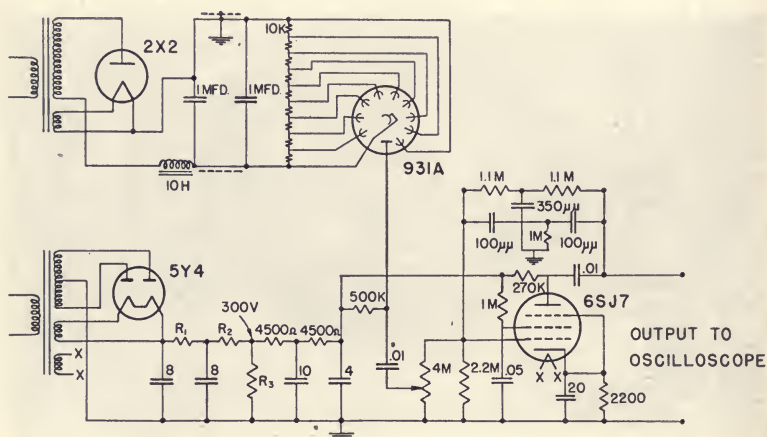 2X2
1MFD.
1MFD.
10K
10H
931A
1.1M
1.1M
350μμ
100μμ
1M
100μμ
5Y4
300V
R1
R2
4500Ω
4500Ω
R3
8
8
10
4
X
X
500K
.01
4M
2.2M
1M
.05
270K
.01
6SJ7
X X
20
2200
OUTPUT TO
OSCILLOSCOPE